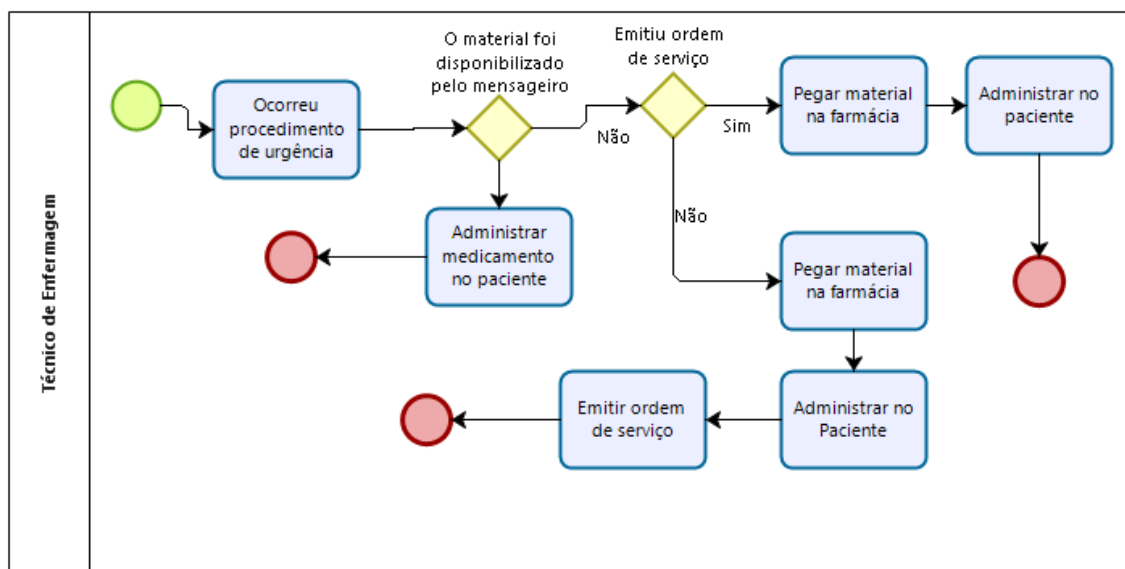 Técnico de Enfermagem
Ocorreu
procedimento
de urgência
O material foi
disponibilizado
pelo mensageiro
Não
Emitiu ordem
de serviço
Sim
Pegar material
na farmácia
Administrar no
paciente
Administrar
medicamento
no paciente
Não
Pegar material
na farmácia
Administrar no
Paciente
Emitir ordem
de serviço